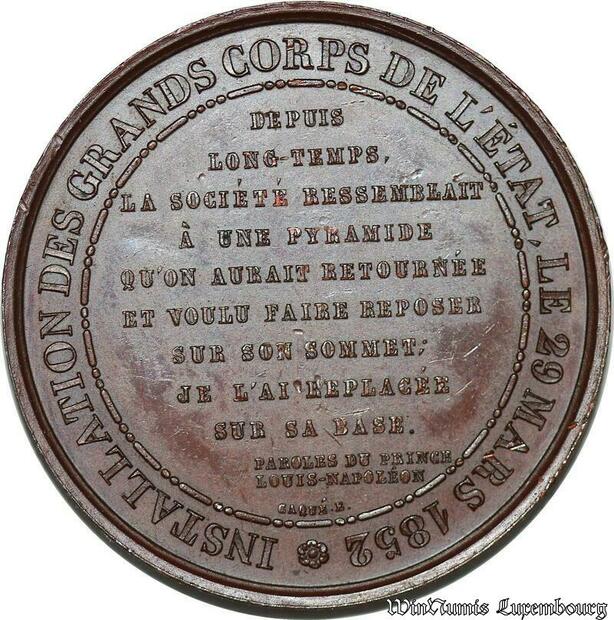 INSTALLATION DES GRANDS CORPS DE L'ÉTAT, LE 29 MARS 1852
DEPUIS
LONG-TEMPS,
LA SOCIÉTÉ RESSEMBLAIT
À UNE PYRAMIDE
QU'ON AURAIT RETOURNÉE
ET VOULU FAIRE REPOSER
SUR SON SOMMET;
JE L'AI REPLACÉE
SUR SA BASE.
PAROLES DU PRINCE
LOUIS-NAPOLÉON
CAQUÉ.F.
WinNumis Luxembourg